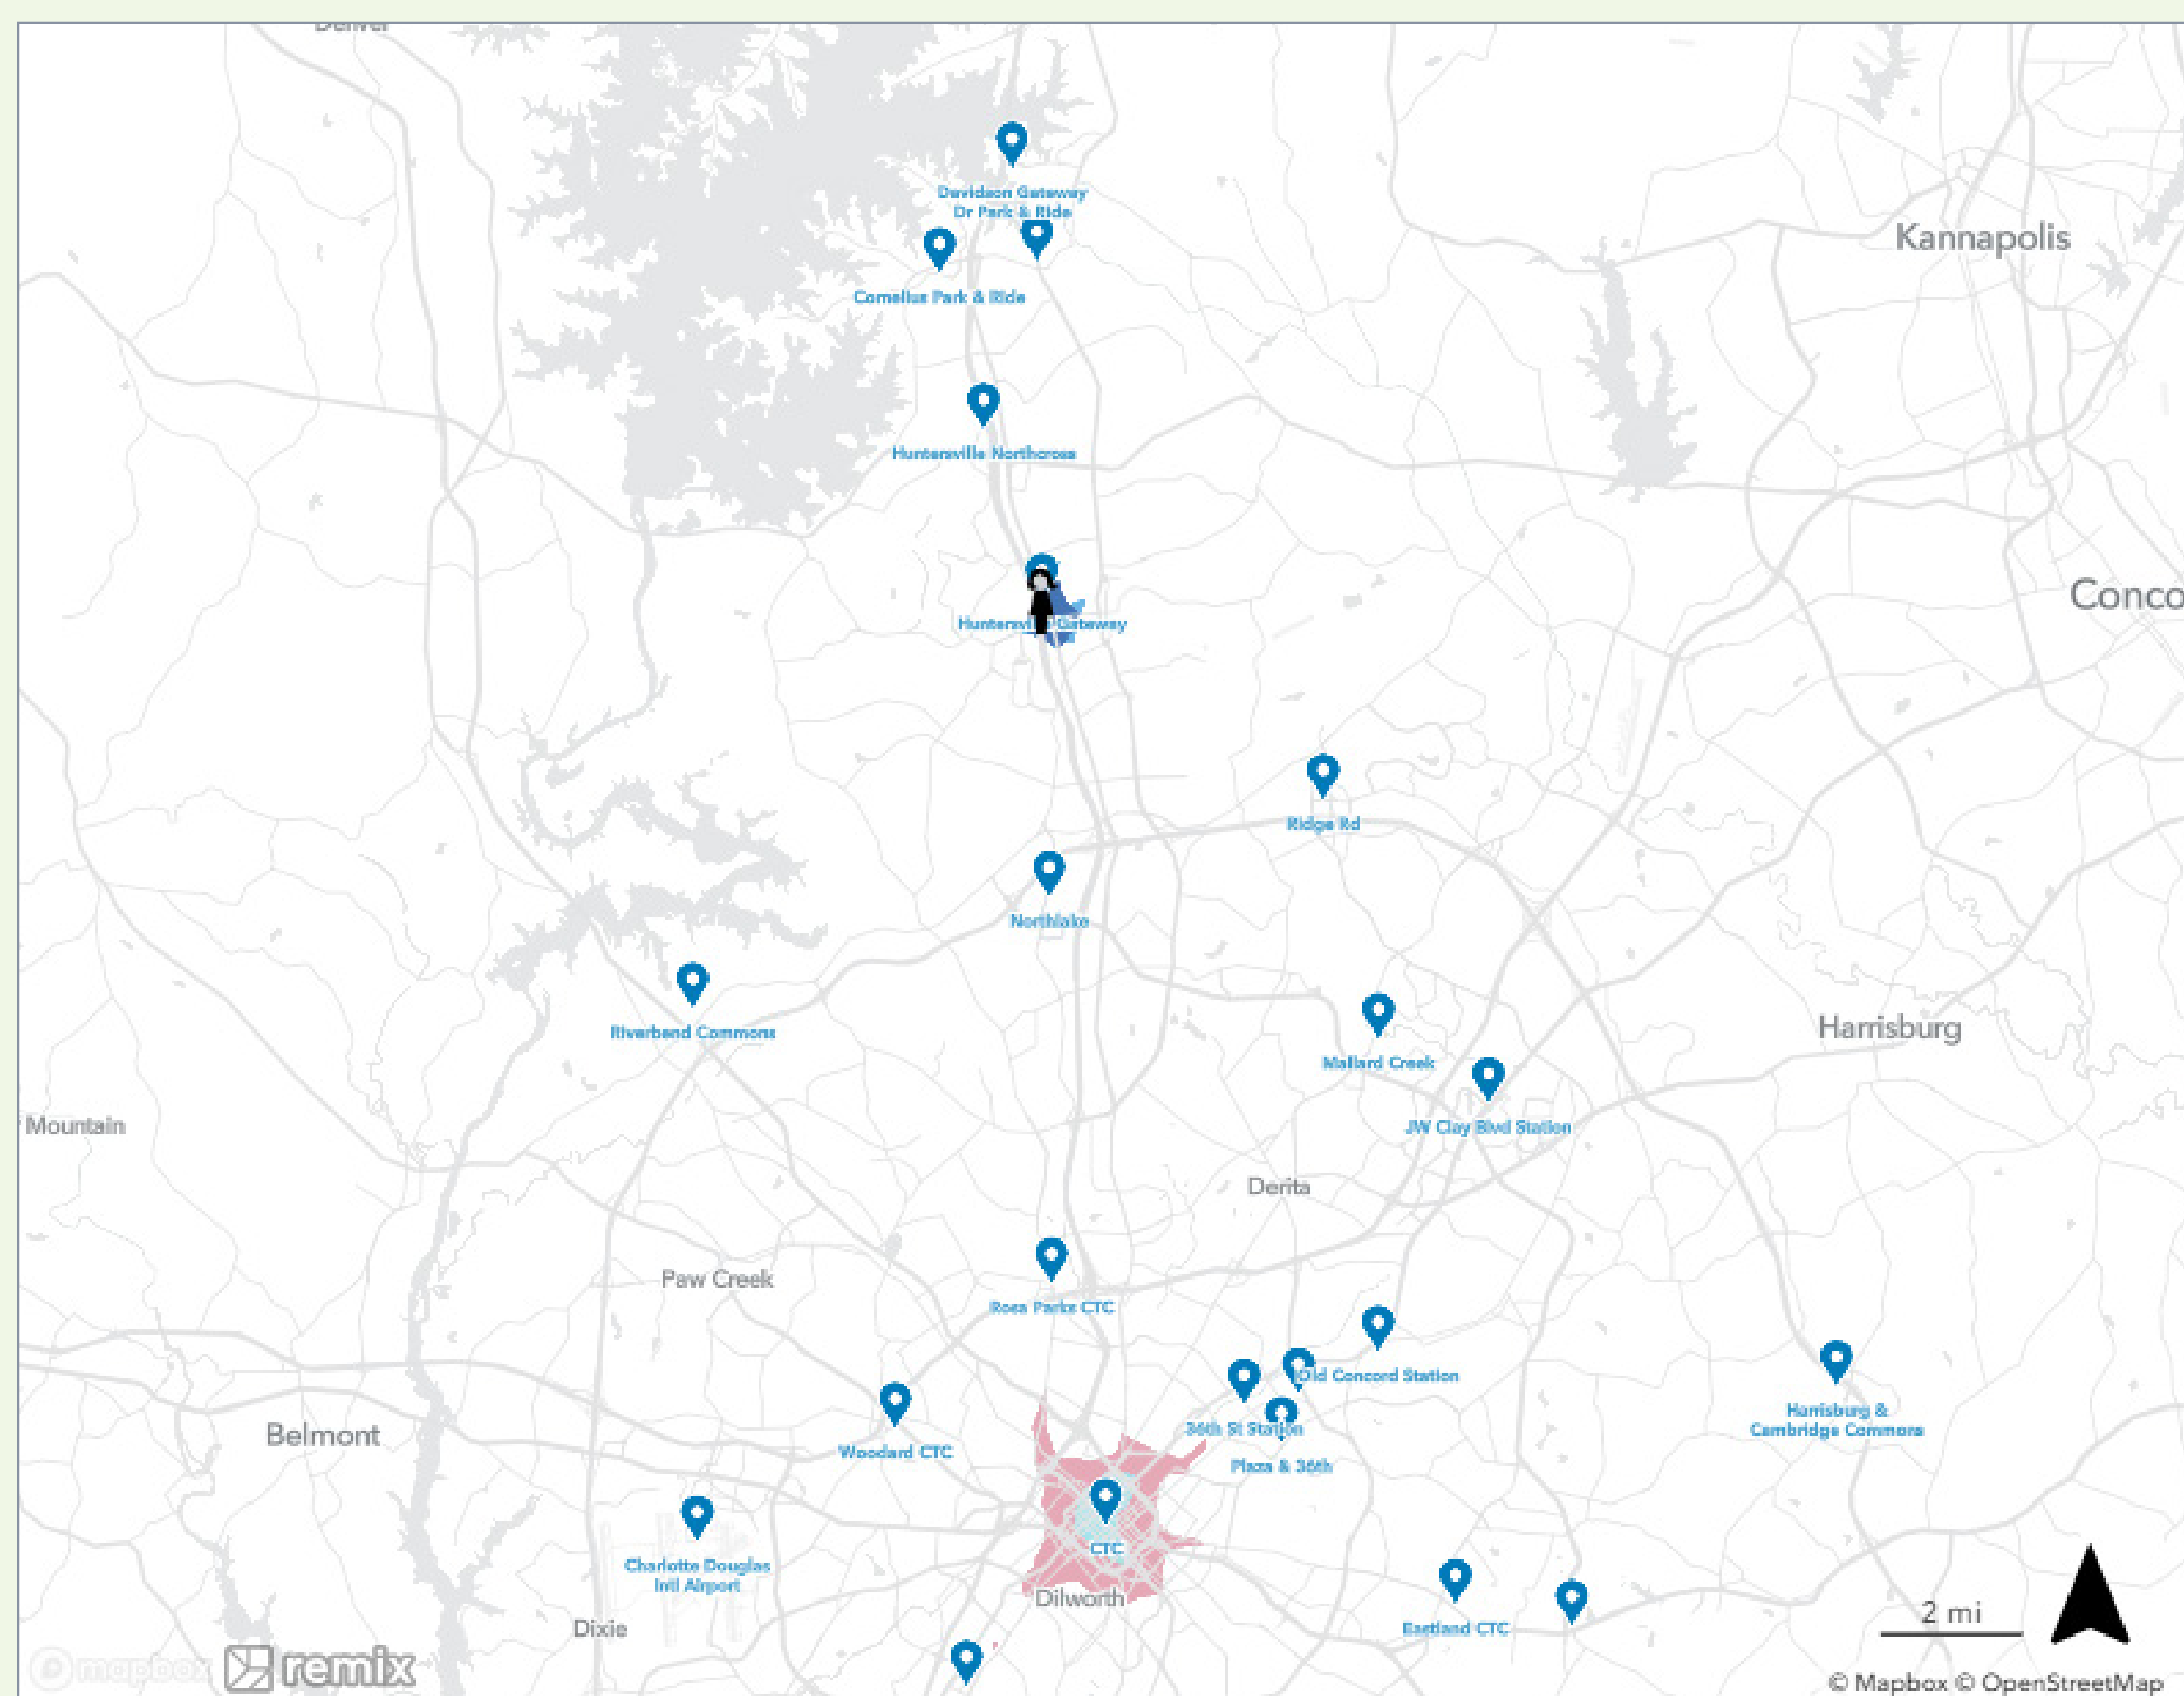 Denver
Davidson Gateway
Dr Park & Ride
Kannapolis
Cornelius Park & Ride
Huntersville Northcross
Conco
Huntersville Gateway
Ridge Rd
Northlake
Riverbend Commons
Harrisburg
Mallard Creek
Mountain
JW Clay Blvd Station
Derita
Paw Creek
Rosa Parks CTC
Old Concord Station
Harrisburg &
Cambridge Commons
36th St Station
Belmont
Woodard CTC
Plaza & 36th
CTC
Charlotte Douglas
Intl Airport
Dilworth
2 mi
Dixie
Eastland CTC
mapbox
remix
© Mapbox © OpenStreetMap